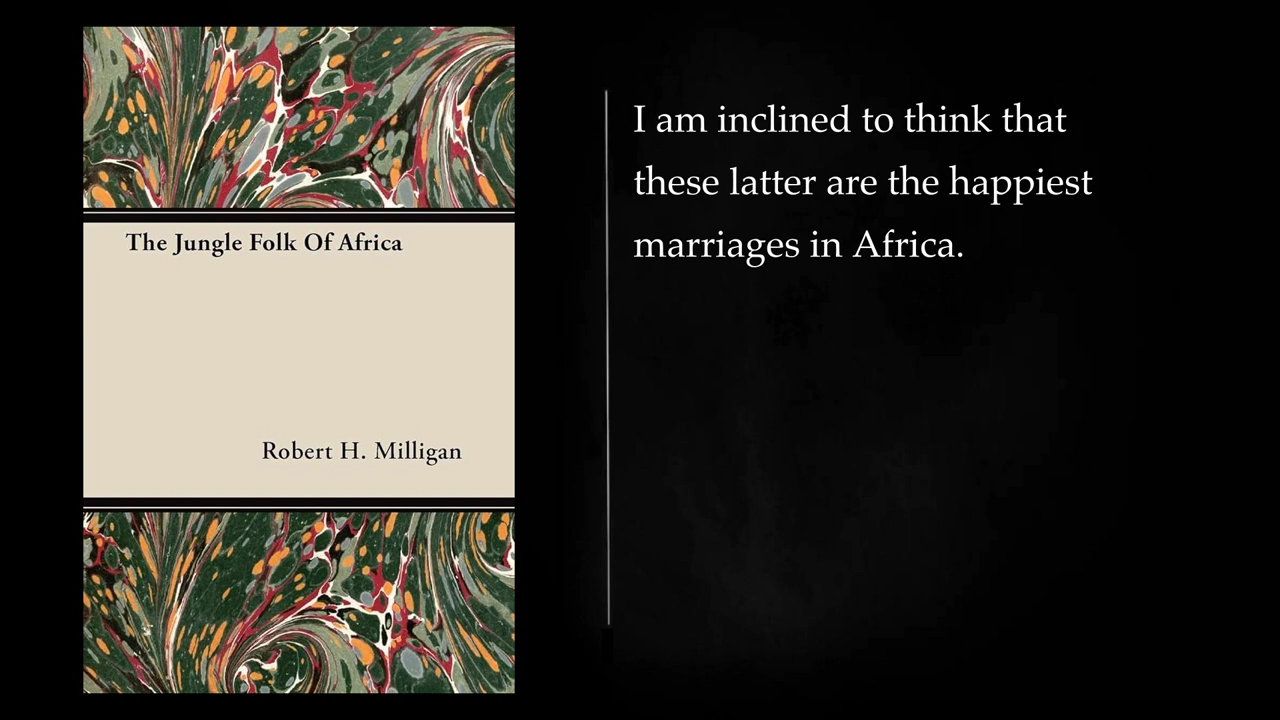 The Jungle Folk Of Africa
Robert H. Milligan
I am inclined to think that
these latter are the happiest
marriages in Africa.